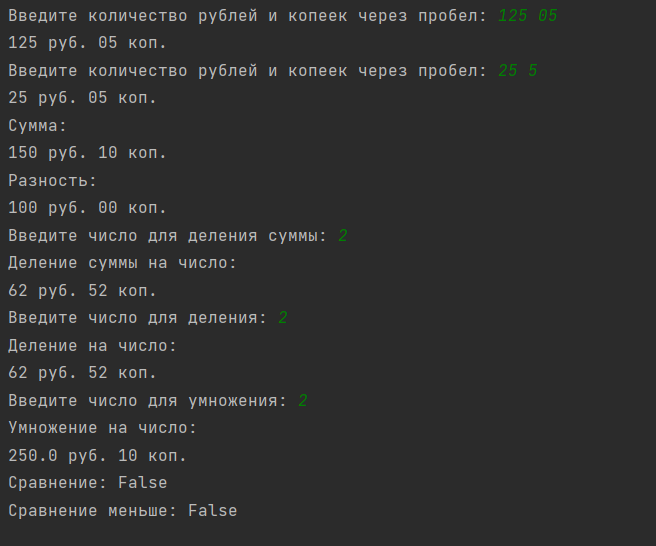 Введите количество рублей и копеек через пробел: 125 05
125 руб. 05 коп.
Введите количество рублей и копеек через пробел: 25 5
25 руб. 05 коп.
Сумма:
150 руб. 10 коп.
Разность:
100 руб. 00 коп.
Введите число для деления суммы: 2
Деление суммы на число:
62 руб. 52 коп.
Введите число для деления: 2
Деление на число:
62 руб. 52 коп.
Введите число для умножения: 2
Умножение на число:
250.0 руб. 10 коп.
Сравнение: False
Сравнение меньше: False